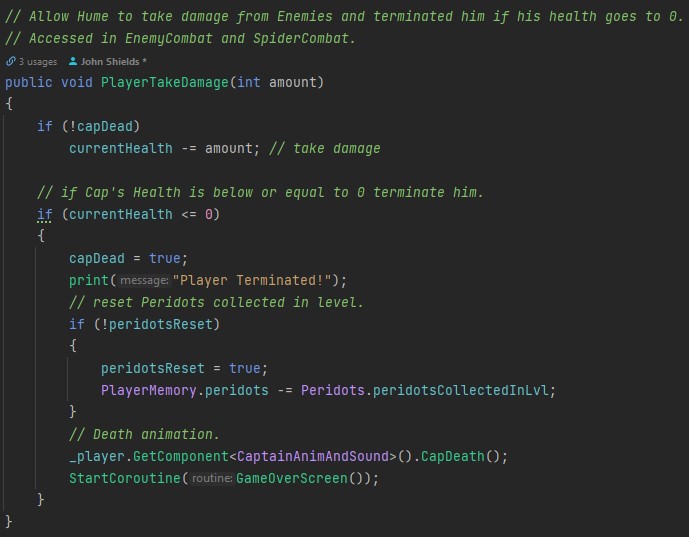 // Allow Hume to take damage from Enemies and terminated him if his health goes to 0.
// Accessed in EnemyCombat and SpiderCombat.
3 usages John Shields *
public void PlayerTakeDamage(int amount)
{
if (!capDead)
currentHealth -= amount; // take damage
// if Cap's Health is below or equal to 0 terminate him.
if (currentHealth <= 0)
{
capDead = true;
print(message: "Player Terminated!");
// reset Peridots collected in level.
if (!peridotsReset)
{
peridotsReset = true;
PlayerMemory.peridots -= Peridots.peridotsCollectedInLvl;
}
// Death animation.
_player.GetComponent<CaptainAnimAndSound>().CapDeath();
StartCoroutine(routine: GameOverScreen());
}
}